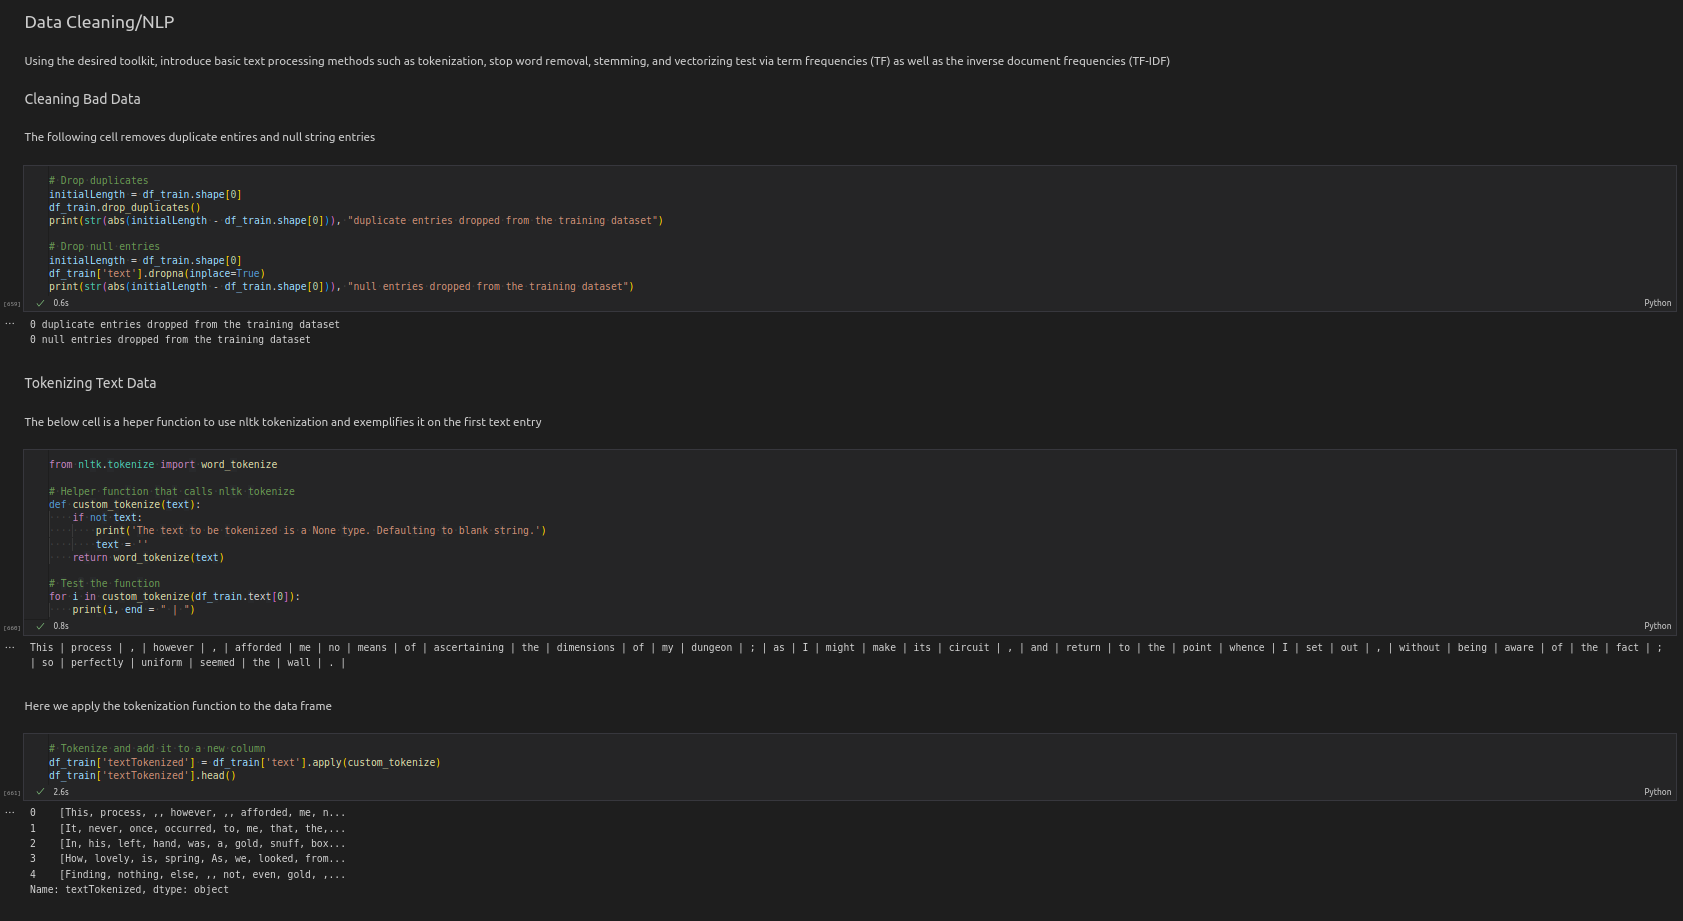 Data Cleaning/NLP
Using the desired toolkit, introduce basic text processing methods such as tokenization, stop word removal, stemming, and vectorizing test via term frequencies (TF) as well as the inverse document frequencies (TF-IDF)
Cleaning Bad Data
The following cell removes duplicate entires and null string entries
# Drop duplicates
initialLength = df_train.shape[0]
df_train.drop_duplicates()
print(str(abs(initialLength - df_train.shape[0])), "duplicate entries dropped from the training dataset")
# Drop null entries
initialLength = df_train.shape[0]
df_train['text'].dropna(inplace=True)
print(str(abs(initialLength - df_train.shape[0])), "null entries dropped from the training dataset")
[659] ✓ 0.6s Python
... 0 duplicate entries dropped from the training dataset
0 null entries dropped from the training dataset
Tokenizing Text Data
The below cell is a heper function to use nltk tokenization and exemplifies it on the first text entry
from nltk.tokenize import word_tokenize
# Helper function that calls nltk tokenize
def custom_tokenize(text):
    if not text:
        print('The text to be tokenized is a None type. Defaulting to blank string.')
        text = ''
    return word_tokenize(text)
# Test the function
for i in custom_tokenize(df_train.text[0]):
    print(i, end = " | ")
[660] ✓ 0.8s Python
... This | process | , | however | , | afforded | me | no | means | of | ascertaining | the | dimensions | of | my | dungeon | ; | as | I | might | make | its | circuit | , | and | return | to | the | point | whence | I | set | out | , | without | being | aware | of | the | fact | ;
| so | perfectly | uniform | seemed | the | wall | . |
Here we apply the tokenization function to the data frame
# Tokenize and add it to a new column
df_train['textTokenized'] = df_train['text'].apply(custom_tokenize)
df_train['textTokenized'].head()
[661] ✓ 2.6s Python
... 0    [This, process, ,, however, ,, afforded, me, n...
1    [It, never, once, occurred, to, me, that, the,...
2    [In, his, left, hand, was, a, gold, snuff, box...
3    [How, lovely, is, spring, As, we, looked, from...
4    [Finding, nothing, else, ,, not, even, gold, ,...
Name: textTokenized, dtype: object